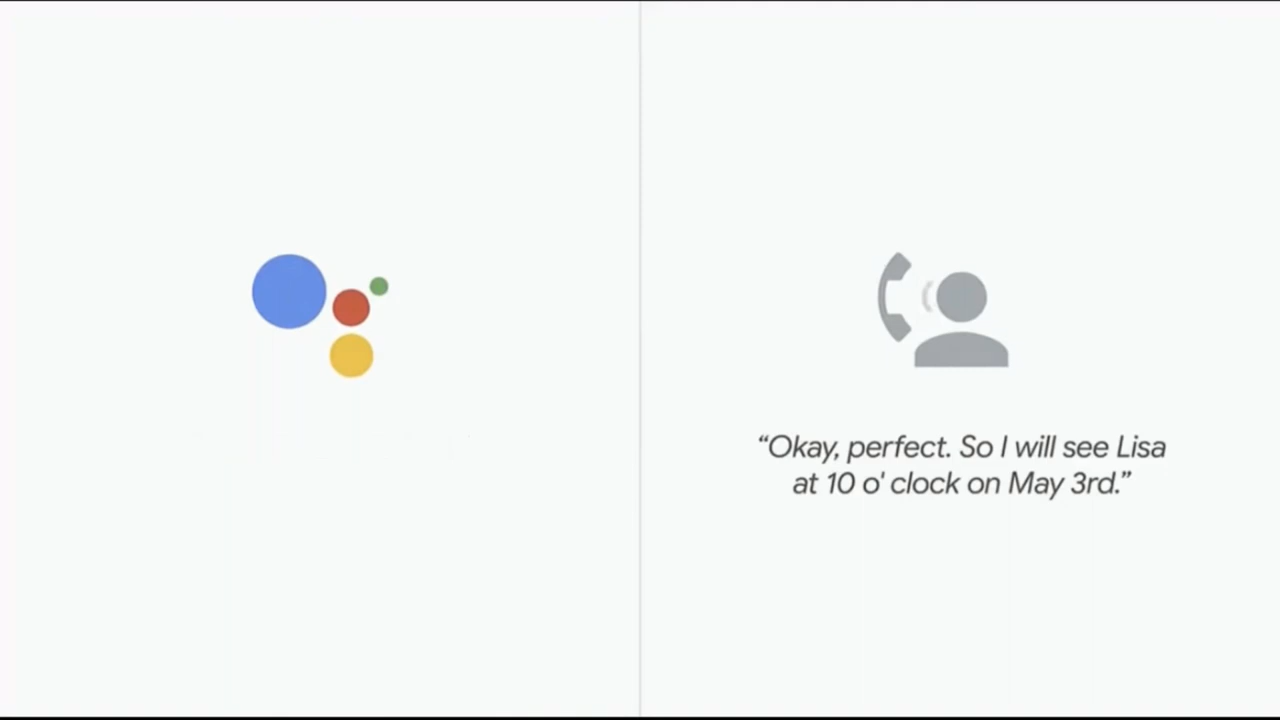 “Okay, perfect. So I will see Lisa
at 10 o' clock on May 3rd.”